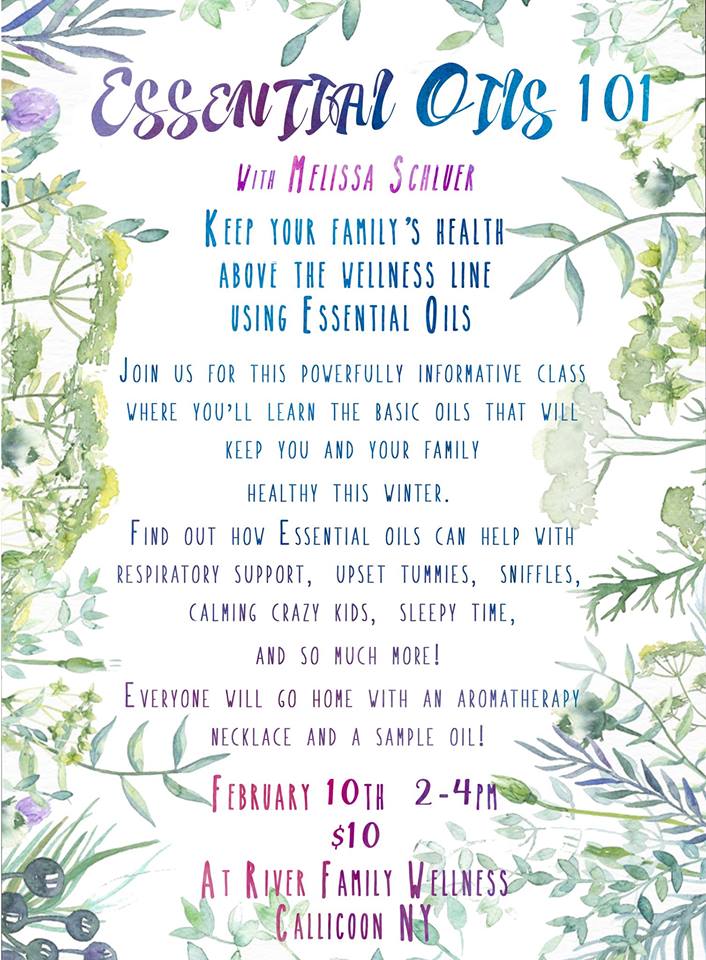 Essential Oils 101
With Melissa Schluer
Keep your family's health
above the wellness line
using Essential Oils
Join us for this powerfully informative class
where you'll learn the basic oils that will
keep you and your family
healthy this winter.
Find out how Essential oils can help with
respiratory support, upset tummies, sniffles,
calming crazy kids, sleepy time,
and so much more!
Everyone will go home with an aromatherapy
necklace and a sample oil!
February 10th 2-4pm
$10
At River Family Wellness
Callicoon NY